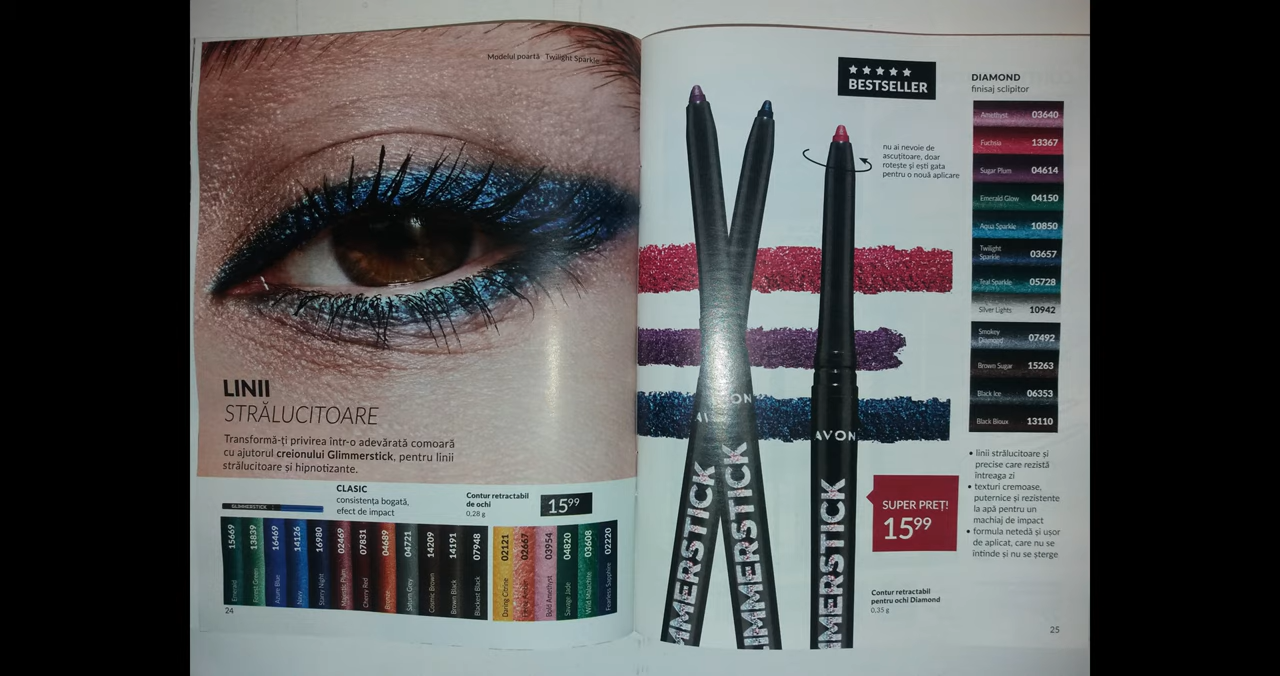 Modelul poartă Twilight Sparkle
LINII
STRĂLUCITOARE
Transformă-ți privirea într-o adevărată comoară
cu ajutorul creionului Glimmerstick, pentru linii
strălucitoare și hipnotizante.
CLASIC
consistența bogată,
efect de impact
Contur retractabil
de ochi
0,28 g
15⁹⁹
GLIMMERSTICK
15669 Emerald
13839 Forest Green
16469 Azure Blue
14126 Navy
16980 Starry Night
02469 Majestic Plum
07831 Cherry Red
04689
04721 Saturn Grey
14209 Cosmic Brown
14191 Brown Black
07948 Blackest Black
02121 Daring Citrine
02667
03954 Bold Amethyst
04820 Savage Jade
03608 Wild Malachite
02220 Fearless Sapphire
24
★★★★★
BESTSELLER
nu ai nevoie de
ascuțitoare, doar
rotește și ești gata
pentru o nouă aplicare
DIAMOND
finisaj sclipitor
Amethyst 03640
Fuchsia 13367
Sugar Plum 04614
Emerald Glow 04150
Aqua Sparkle 10850
Twilight
Sparkle 03657
Teal Sparkle 05728
Silver Lights 10942
Smokey
Diamond 07492
Brown Sugar 15263
Black Ice 06353
Black Bijoux 13110
• linii strălucitoare și
precise care rezistă
întreaga zi
• texturi cremoase,
puternice și rezistente
la apă pentru un
machiaj de impact
• formula netedă și ușor
de aplicat, care nu se
întinde și nu se șterge
AVON
AVON
MMERSTICK
IMMERSTICK
IMERSTICK
SUPER PREȚ!
15⁹⁹
Contur retractabil
pentru ochi Diamond
0,35 g
25